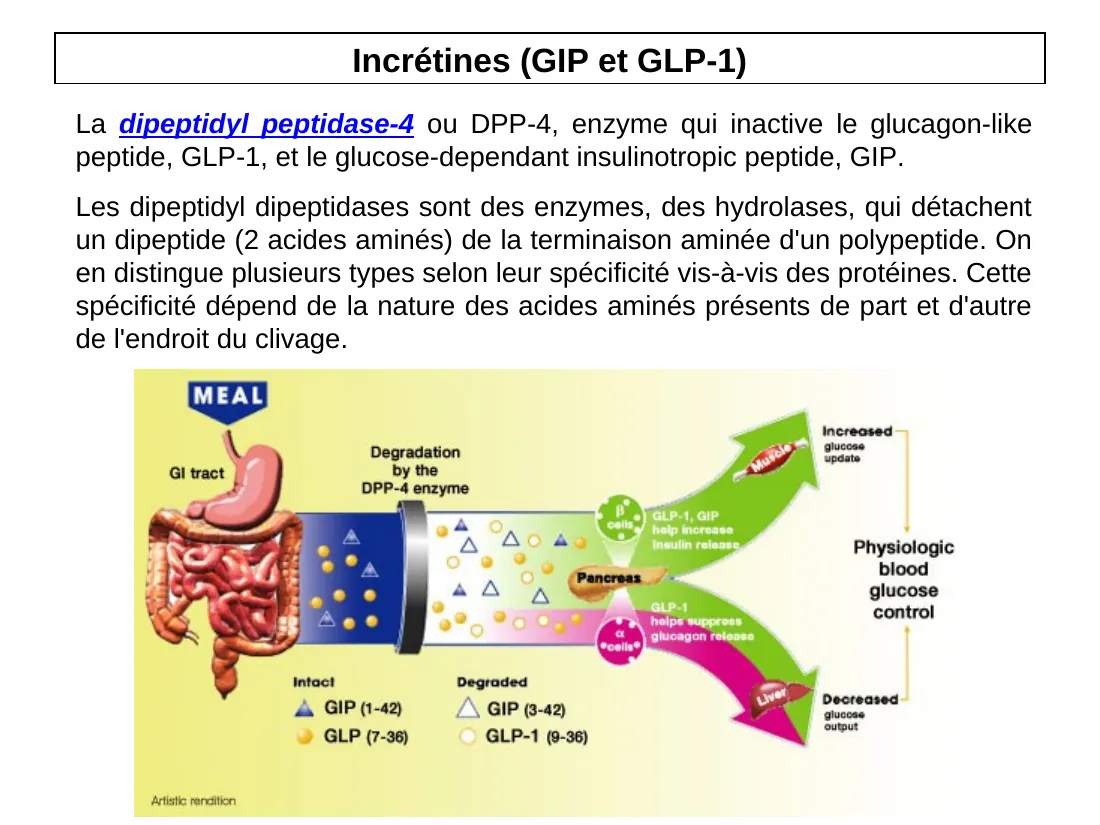 Incrétines (GIP et GLP-1)
La dipeptidyl peptidase-4 ou DPP-4, enzyme qui inactive le glucagon-like
peptide, GLP-1, et le glucose-dependant insulinotropic peptide, GIP.
Les dipeptidyl dipeptidases sont des enzymes, des hydrolases, qui détachent
un dipeptide (2 acides aminés) de la terminaison aminée d'un polypeptide. On
en distingue plusieurs types selon leur spécificité vis-à-vis des protéines. Cette
spécificité dépend de la nature des acides aminés présents de part et d'autre
de l'endroit du clivage.
MEAL
GI tract
Degradation
by the
DPP-4 enzyme
β
cells
GLP-1, GIP
help increase
insulin release
Pancreas
GLP-1
helps suppress
glucagon release
α
cells
Muscle
Increased
glucose
update
Physiologic
blood
glucose
control
Liver
Decreased
glucose
output
Intact
GIP (1-42)
GLP (7-36)
Degraded
GIP (3-42)
GLP-1 (9-36)
Artistic rendition